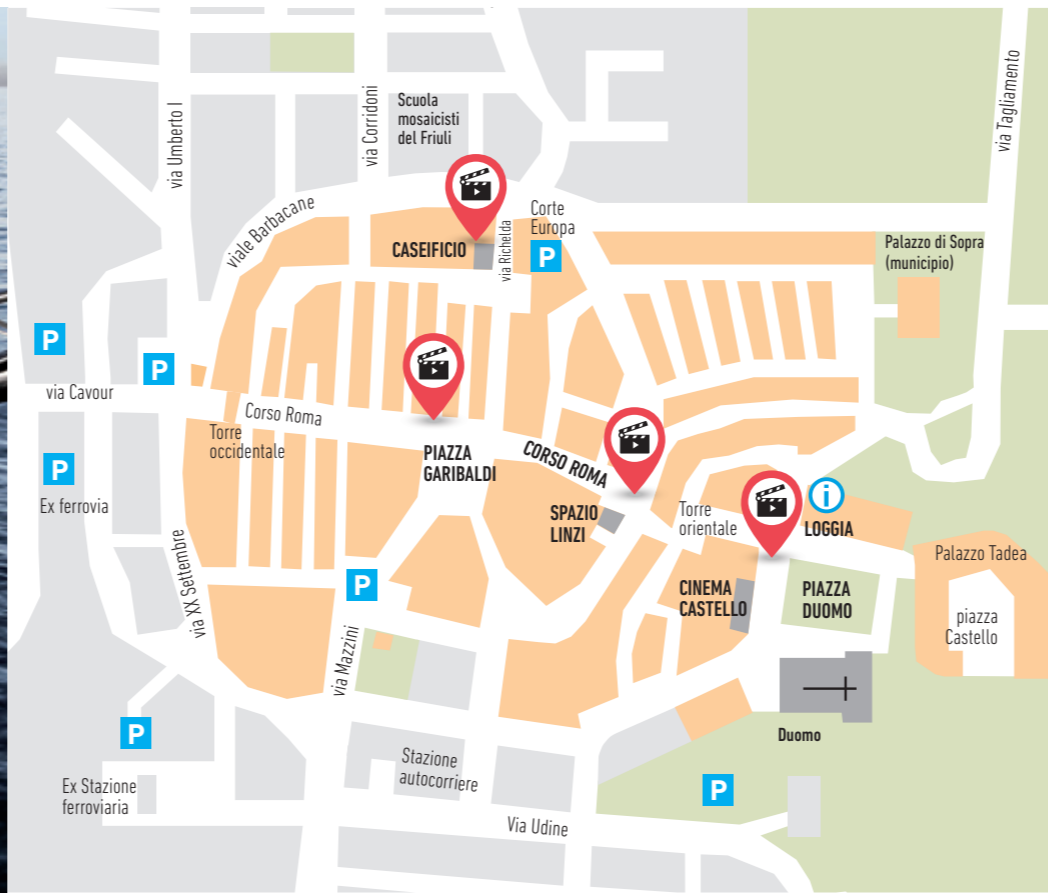 via Umberto I
via Corridoni
Scuola
mosaicisti
del Friuli
via Tagliamento
viale Barbacane
CASEIFICIO
via Richelda
Corte
Europa
P
Palazzo di Sopra
(municipio)
P
P
via Cavour
Corso Roma
Torre
occidentale
PIAZZA
GARIBALDI
CORSO ROMA
P
Ex ferrovia
SPAZIO
LINZI
Torre
orientale
i
LOGGIA
Palazzo Tadea
via XX Settembre
P
CINEMA
CASTELLO
PIAZZA
DUOMO
piazza
Castello
via Mazzini
P
Duomo
Stazione
autocorriere
Ex Stazione
ferroviaria
P
Via Udine